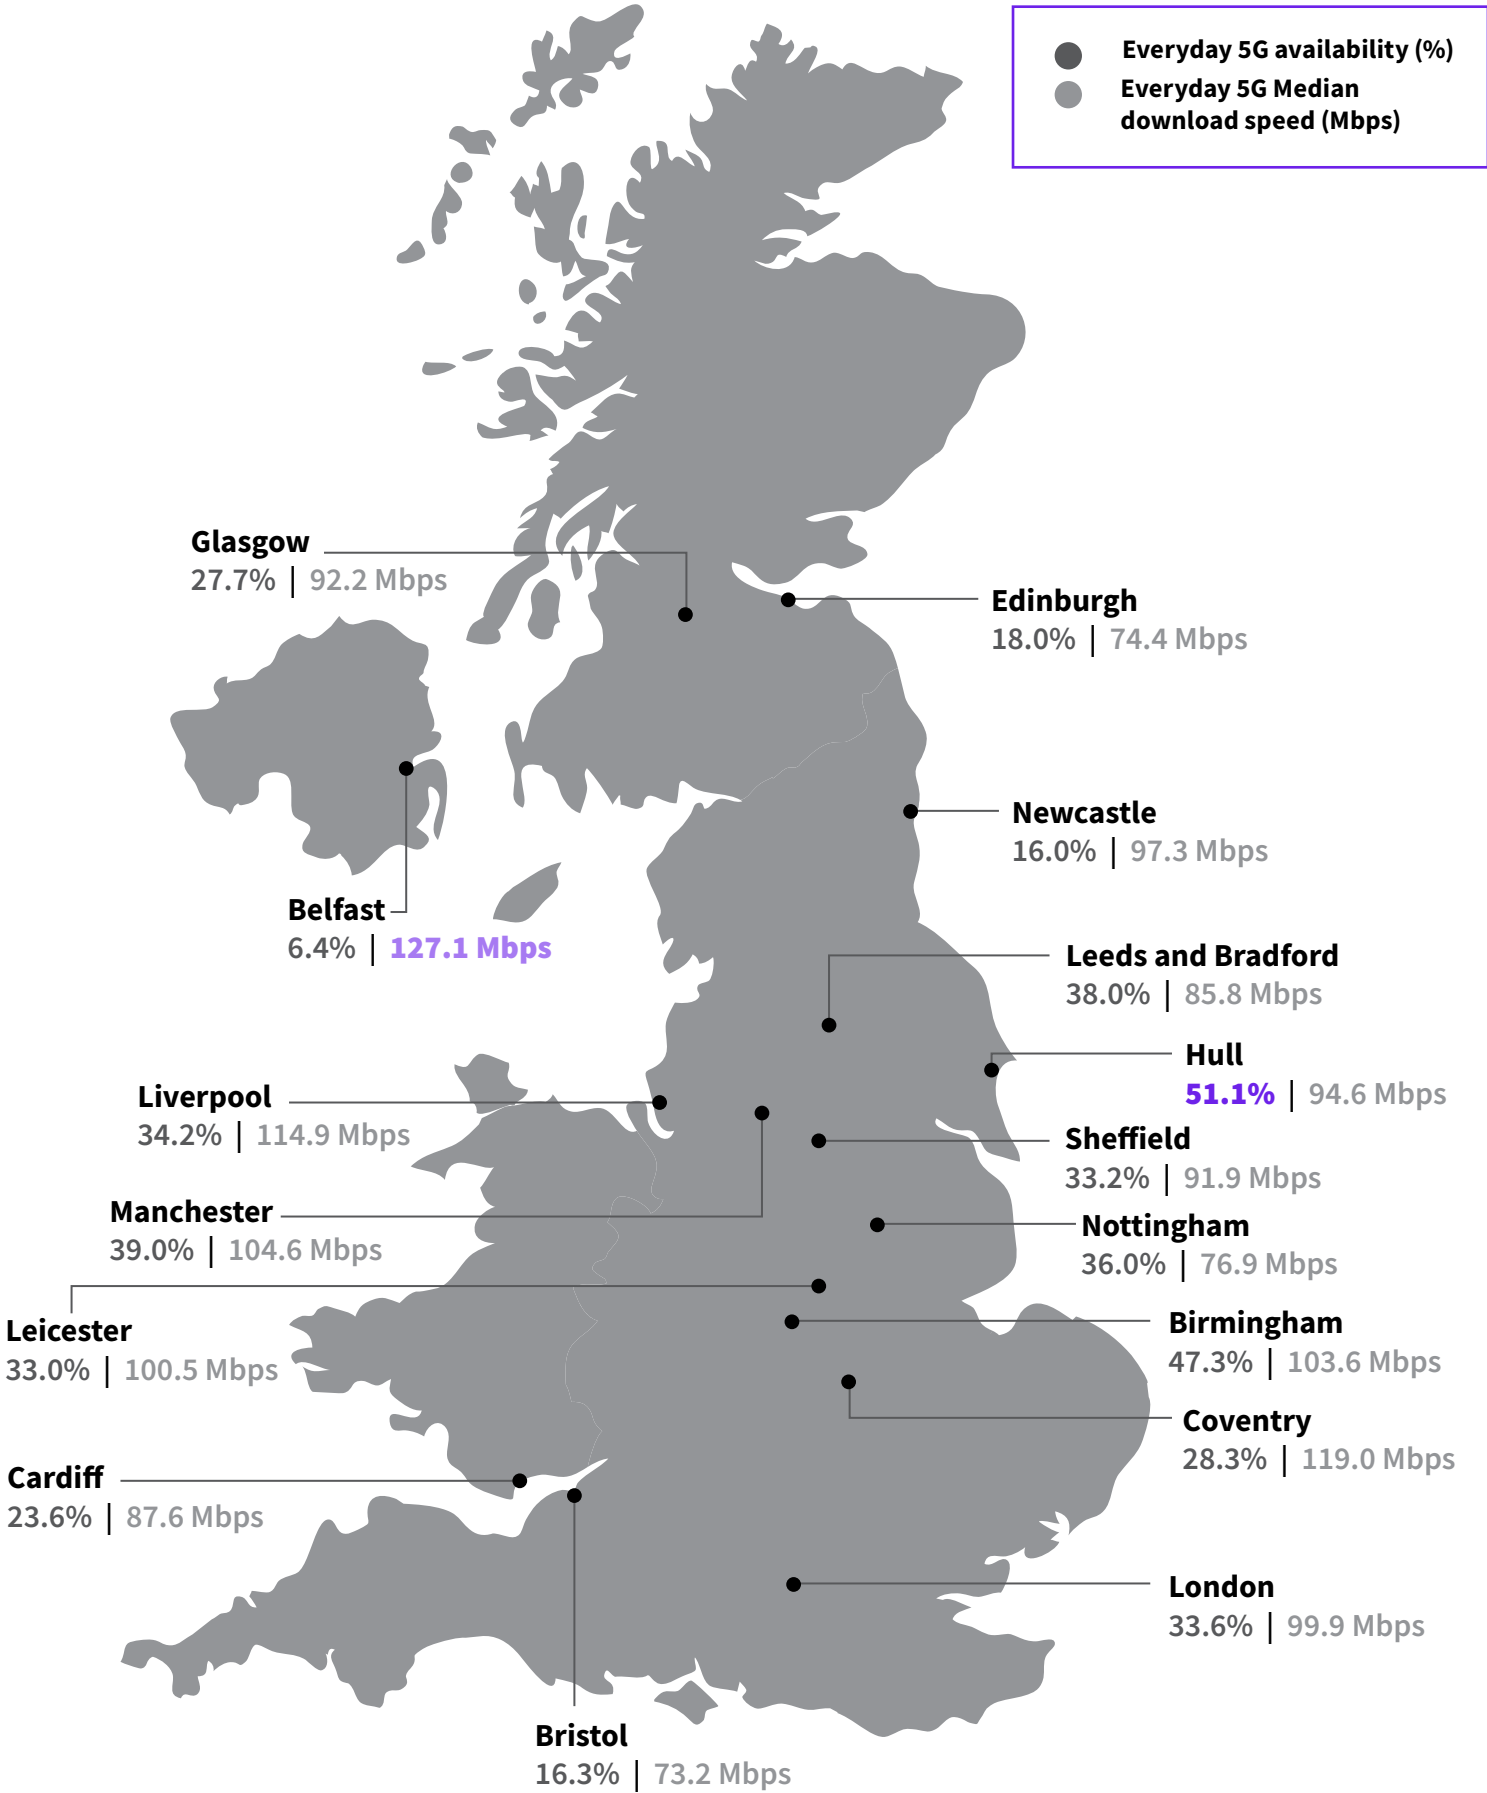 Everyday 5G availability (%)
Everyday 5G Median
download speed (Mbps)
Glasgow
27.7% | 92.2 Mbps
Edinburgh
18.0% | 74.4 Mbps
Newcastle
16.0% | 97.3 Mbps
Belfast
6.4% | 127.1 Mbps
Leeds and Bradford
38.0% | 85.8 Mbps
Hull
51.1% | 94.6 Mbps
Liverpool
34.2% | 114.9 Mbps
Sheffield
33.2% | 91.9 Mbps
Manchester
39.0% | 104.6 Mbps
Nottingham
36.0% | 76.9 Mbps
Leicester
33.0% | 100.5 Mbps
Birmingham
47.3% | 103.6 Mbps
Coventry
28.3% | 119.0 Mbps
Cardiff
23.6% | 87.6 Mbps
London
33.6% | 99.9 Mbps
Bristol
16.3% | 73.2 Mbps